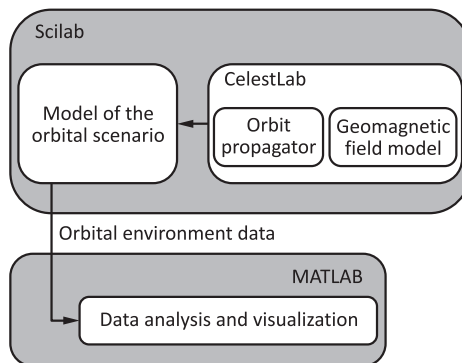 Scilab
Model of the
orbital scenario
CelestLab
Orbit
propagator
Geomagnetic
field model
Orbital environment data
MATLAB
Data analysis and visualization